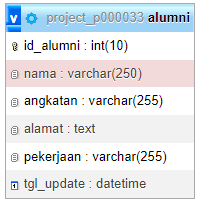 v project_p000033 alumni
id_alumni : int(10)
nama : varchar(250)
angkatan : varchar(255)
alamat : text
pekerjaan : varchar(255)
tgl_update : datetime